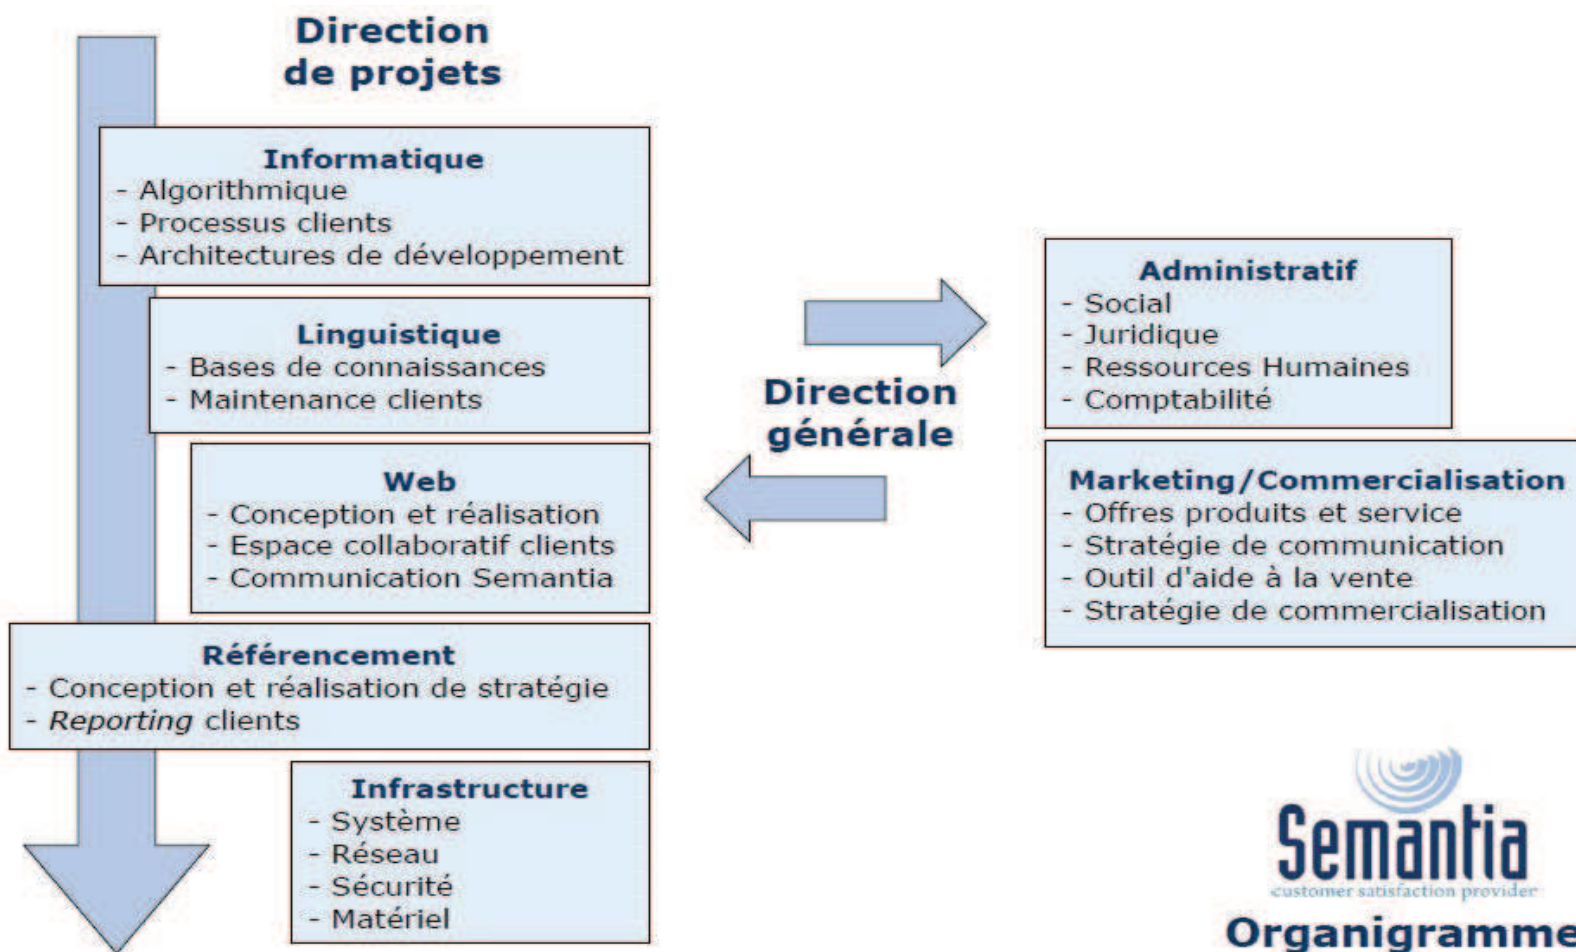 Direction
de projets
Informatique
- Algorithmique
- Processus clients
- Architectures de développement
Linguistique
- Bases de connaissances
- Maintenance clients
Web
- Conception et réalisation
- Espace collaboratif clients
- Communication Semantia
Référencement
- Conception et réalisation de stratégie
- Reporting clients
Infrastructure
- Système
- Réseau
- Sécurité
- Matériel
Direction
générale
Administratif
- Social
- Juridique
- Ressources Humaines
- Comptabilité
Marketing/Commercialisation
- Offres produits et service
- Stratégie de communication
- Outil d'aide à la vente
- Stratégie de commercialisation
Semantia
customer satisfaction provider
Organigramme